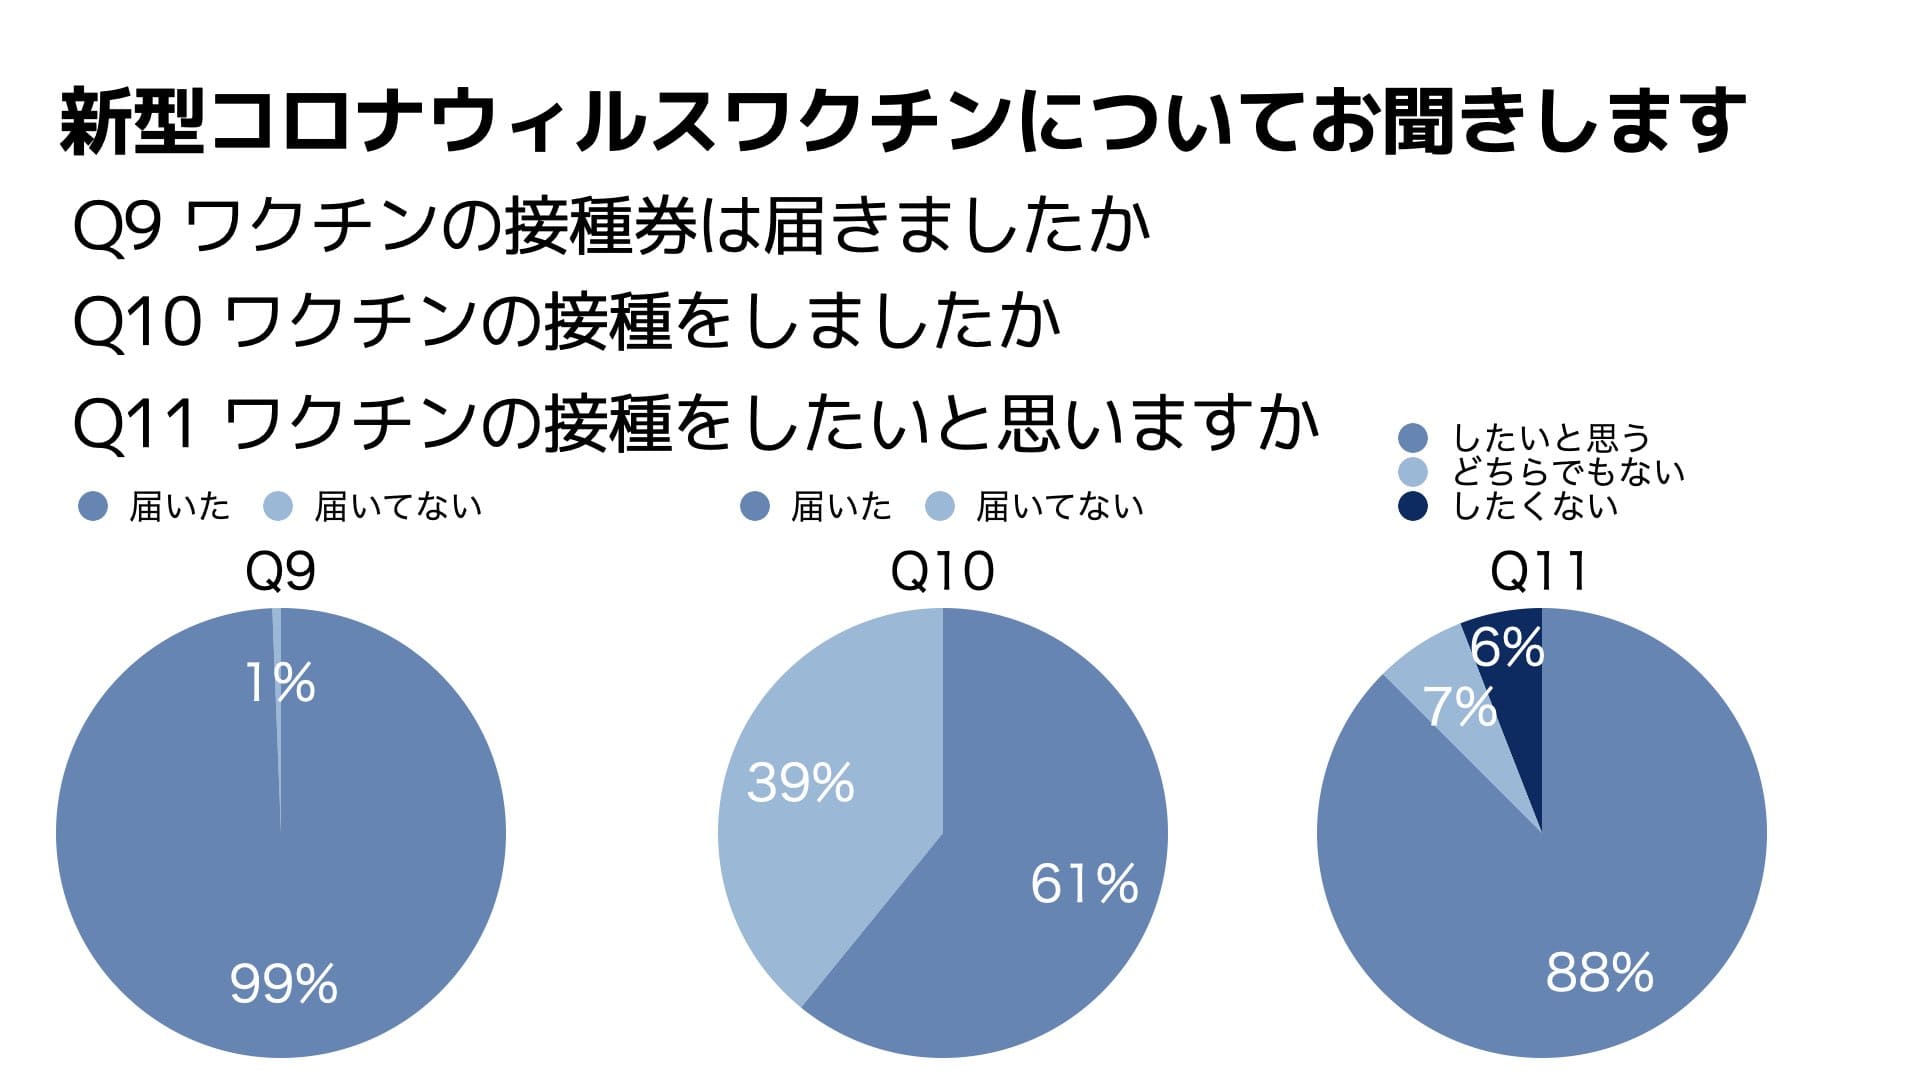 新型コロナウィルスワクチンについてお聞きします
Q9 ワクチンの接種券は届きましたか
Q10 ワクチンの接種をしましたか
Q11 ワクチンの接種をしたいと思いますか
届いた 届いてない
Q9
1%
99%
届いた 届いてない
Q10
39%
61%
したいと思う
どちらでもない
したくない
Q11
6%
7%
88%